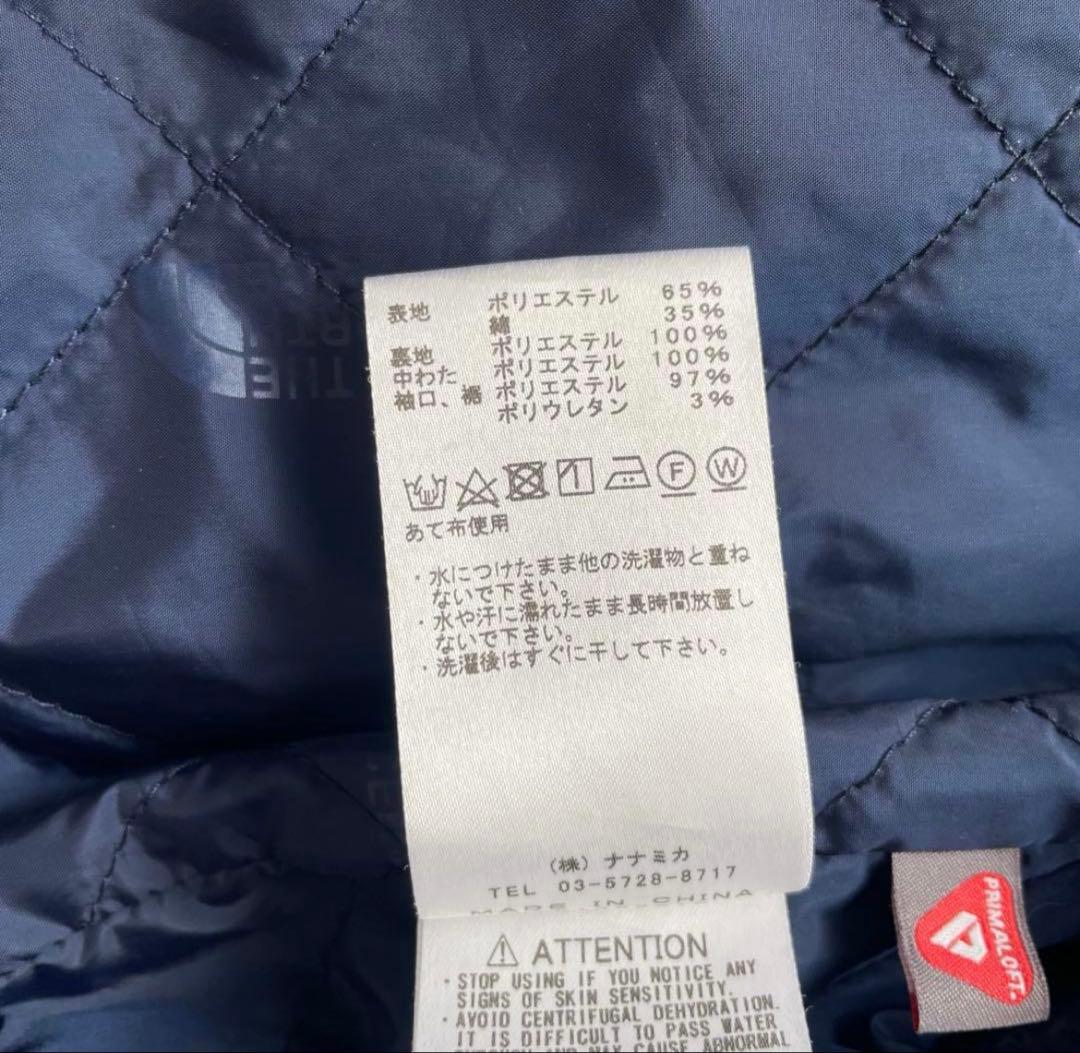 表地 ポリエステル 65%
綿 35%
裏地 ポリエステル 100%
中わた ポリエステル 100%
袖口、裾 ポリエステル 97%
ポリウレタン 3%
F W
あて布使用
・水につけたまま他の洗濯物と重ね
ないで下さい。
・水や汗に濡れたまま長時間放置し
ないで下さい。
・洗濯後はすぐに干して下さい。
(株) ナナミカ
TEL 03-5728-8717
MADE IN CHINA
ATTENTION
・STOP USING IF YOU NOTICE ANY
SIGNS OF SKIN SENSITIVITY.
・AVOID CENTRIFUGAL DEHYDRATION.
IT IS DIFFICULT TO PASS WATER
THROUGH AND MAY CAUSE ABNORMAL
PRIMALOFT
THE